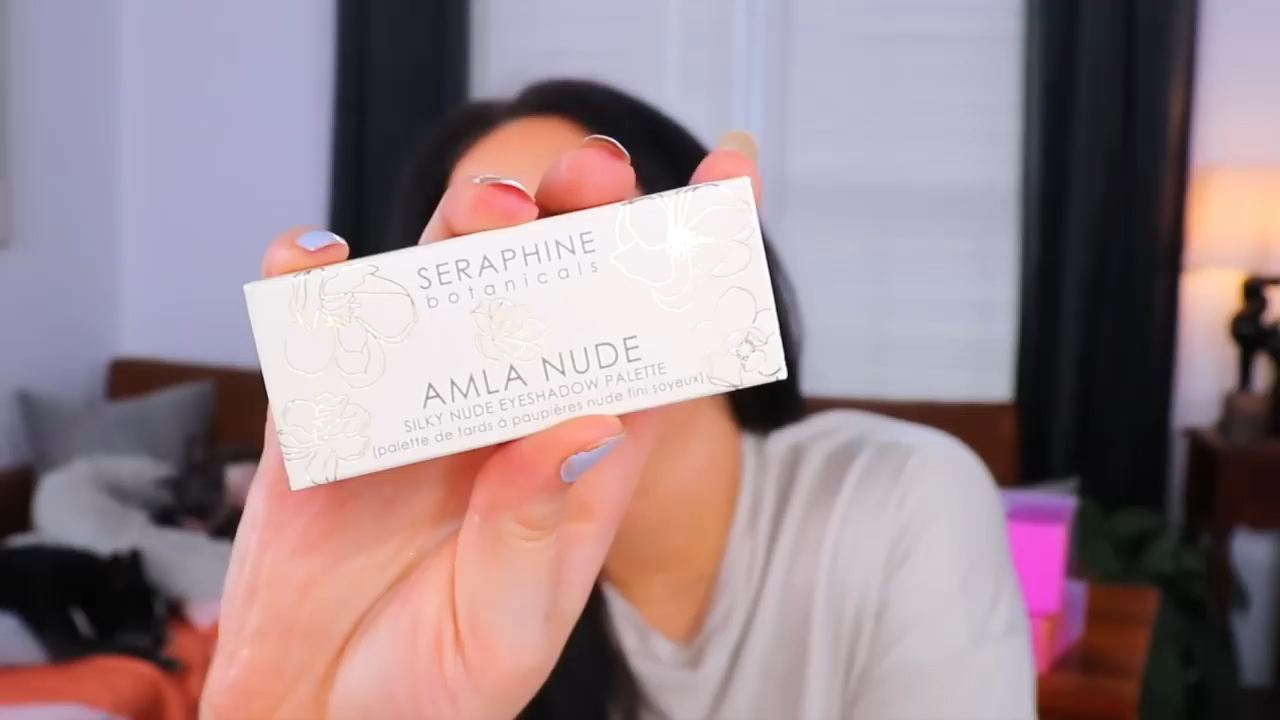 SERAPHINE
botanicals
AMLA NUDE
SILKY NUDE EYESHADOW PALETTE
(palette de fards à paupières nude fini soyeux)